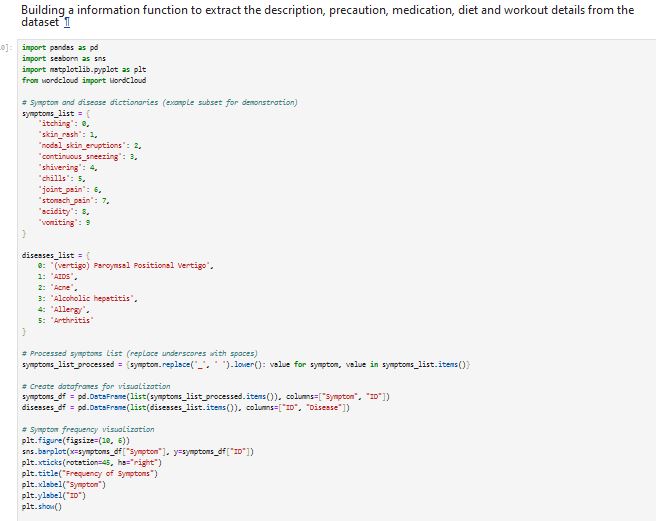 Building a information function to extract the description, precaution, medication, diet and workout details from the
dataset ¶
import pandas as pd
import seaborn as sns
import matplotlib.pyplot as plt
from wordcloud import WordCloud
# Symptom and disease dictionaries (example subset for demonstration)
symptoms_list = {
'itching': 0,
'skin_rash': 1,
'nodal_skin_eruptions': 2,
'continuous_sneezing': 3,
'shivering': 4,
'chills': 5,
'joint_pain': 6,
'stomach_pain': 7,
'acidity': 8,
'vomiting': 9
}
diseases_list = {
0: '(vertigo) Paroymsal Positional Vertigo',
1: 'AIDS',
2: 'Acne',
3: 'Alcoholic hepatitis',
4: 'Allergy',
5: 'Arthritis'
}
# Processed symptoms list (replace underscores with spaces)
symptoms_list_processed = {symptom.replace('_', ' ').lower(): value for symptom, value in symptoms_list.items()}
# Create dataframes for visualization
symptoms_df = pd.DataFrame(list(symptoms_list_processed.items()), columns=["Symptom", "ID"])
diseases_df = pd.DataFrame(list(diseases_list.items()), columns=["ID", "Disease"])
# Symptom frequency visualization
plt.figure(figsize=(10, 6))
sns.barplot(x=symptoms_df["Symptom"], y=symptoms_df["ID"])
plt.xticks(rotation=45, ha="right")
plt.title("Frequency of Symptoms")
plt.xlabel("Symptom")
plt.ylabel("ID")
plt.show()